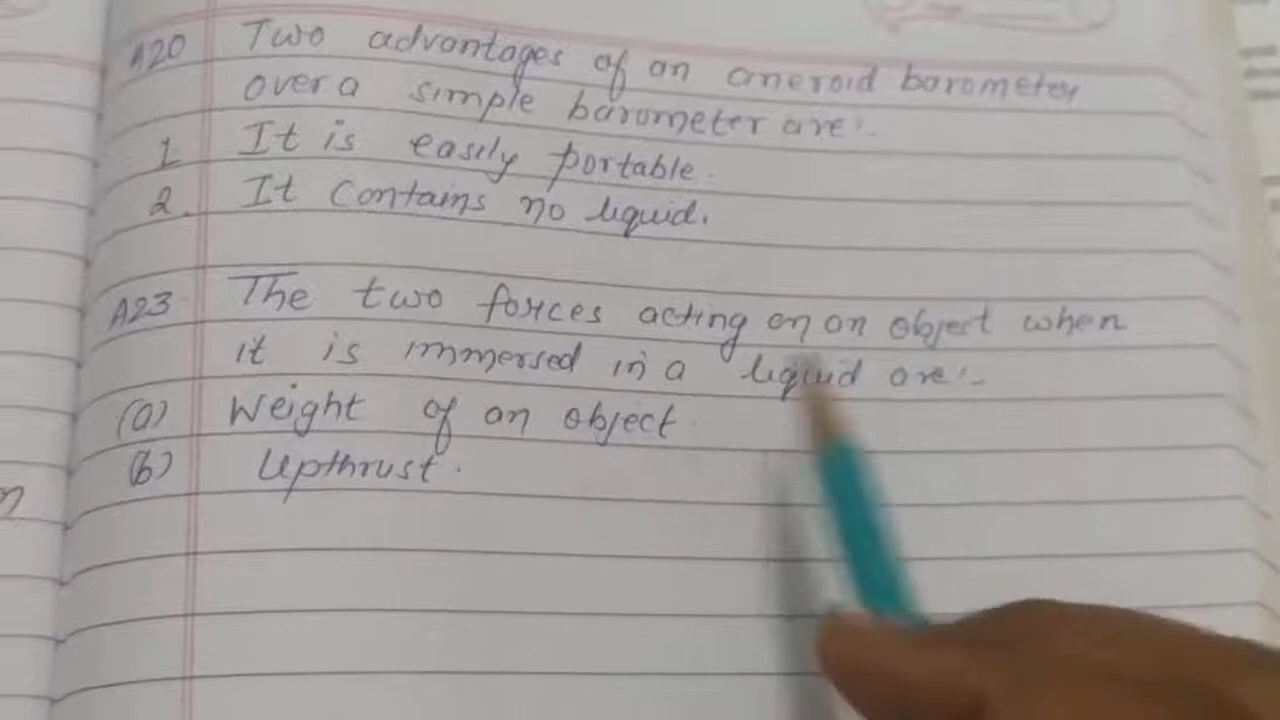 A20 Two advantages of an aneroid barometer
over a simple barometer are:-
1 It is easily portable.
2. It contains no liquid.
A23 The two forces acting on an object when
it is immersed in a liquid are:-
(a) Weight of an object.
(b) Upthrust.